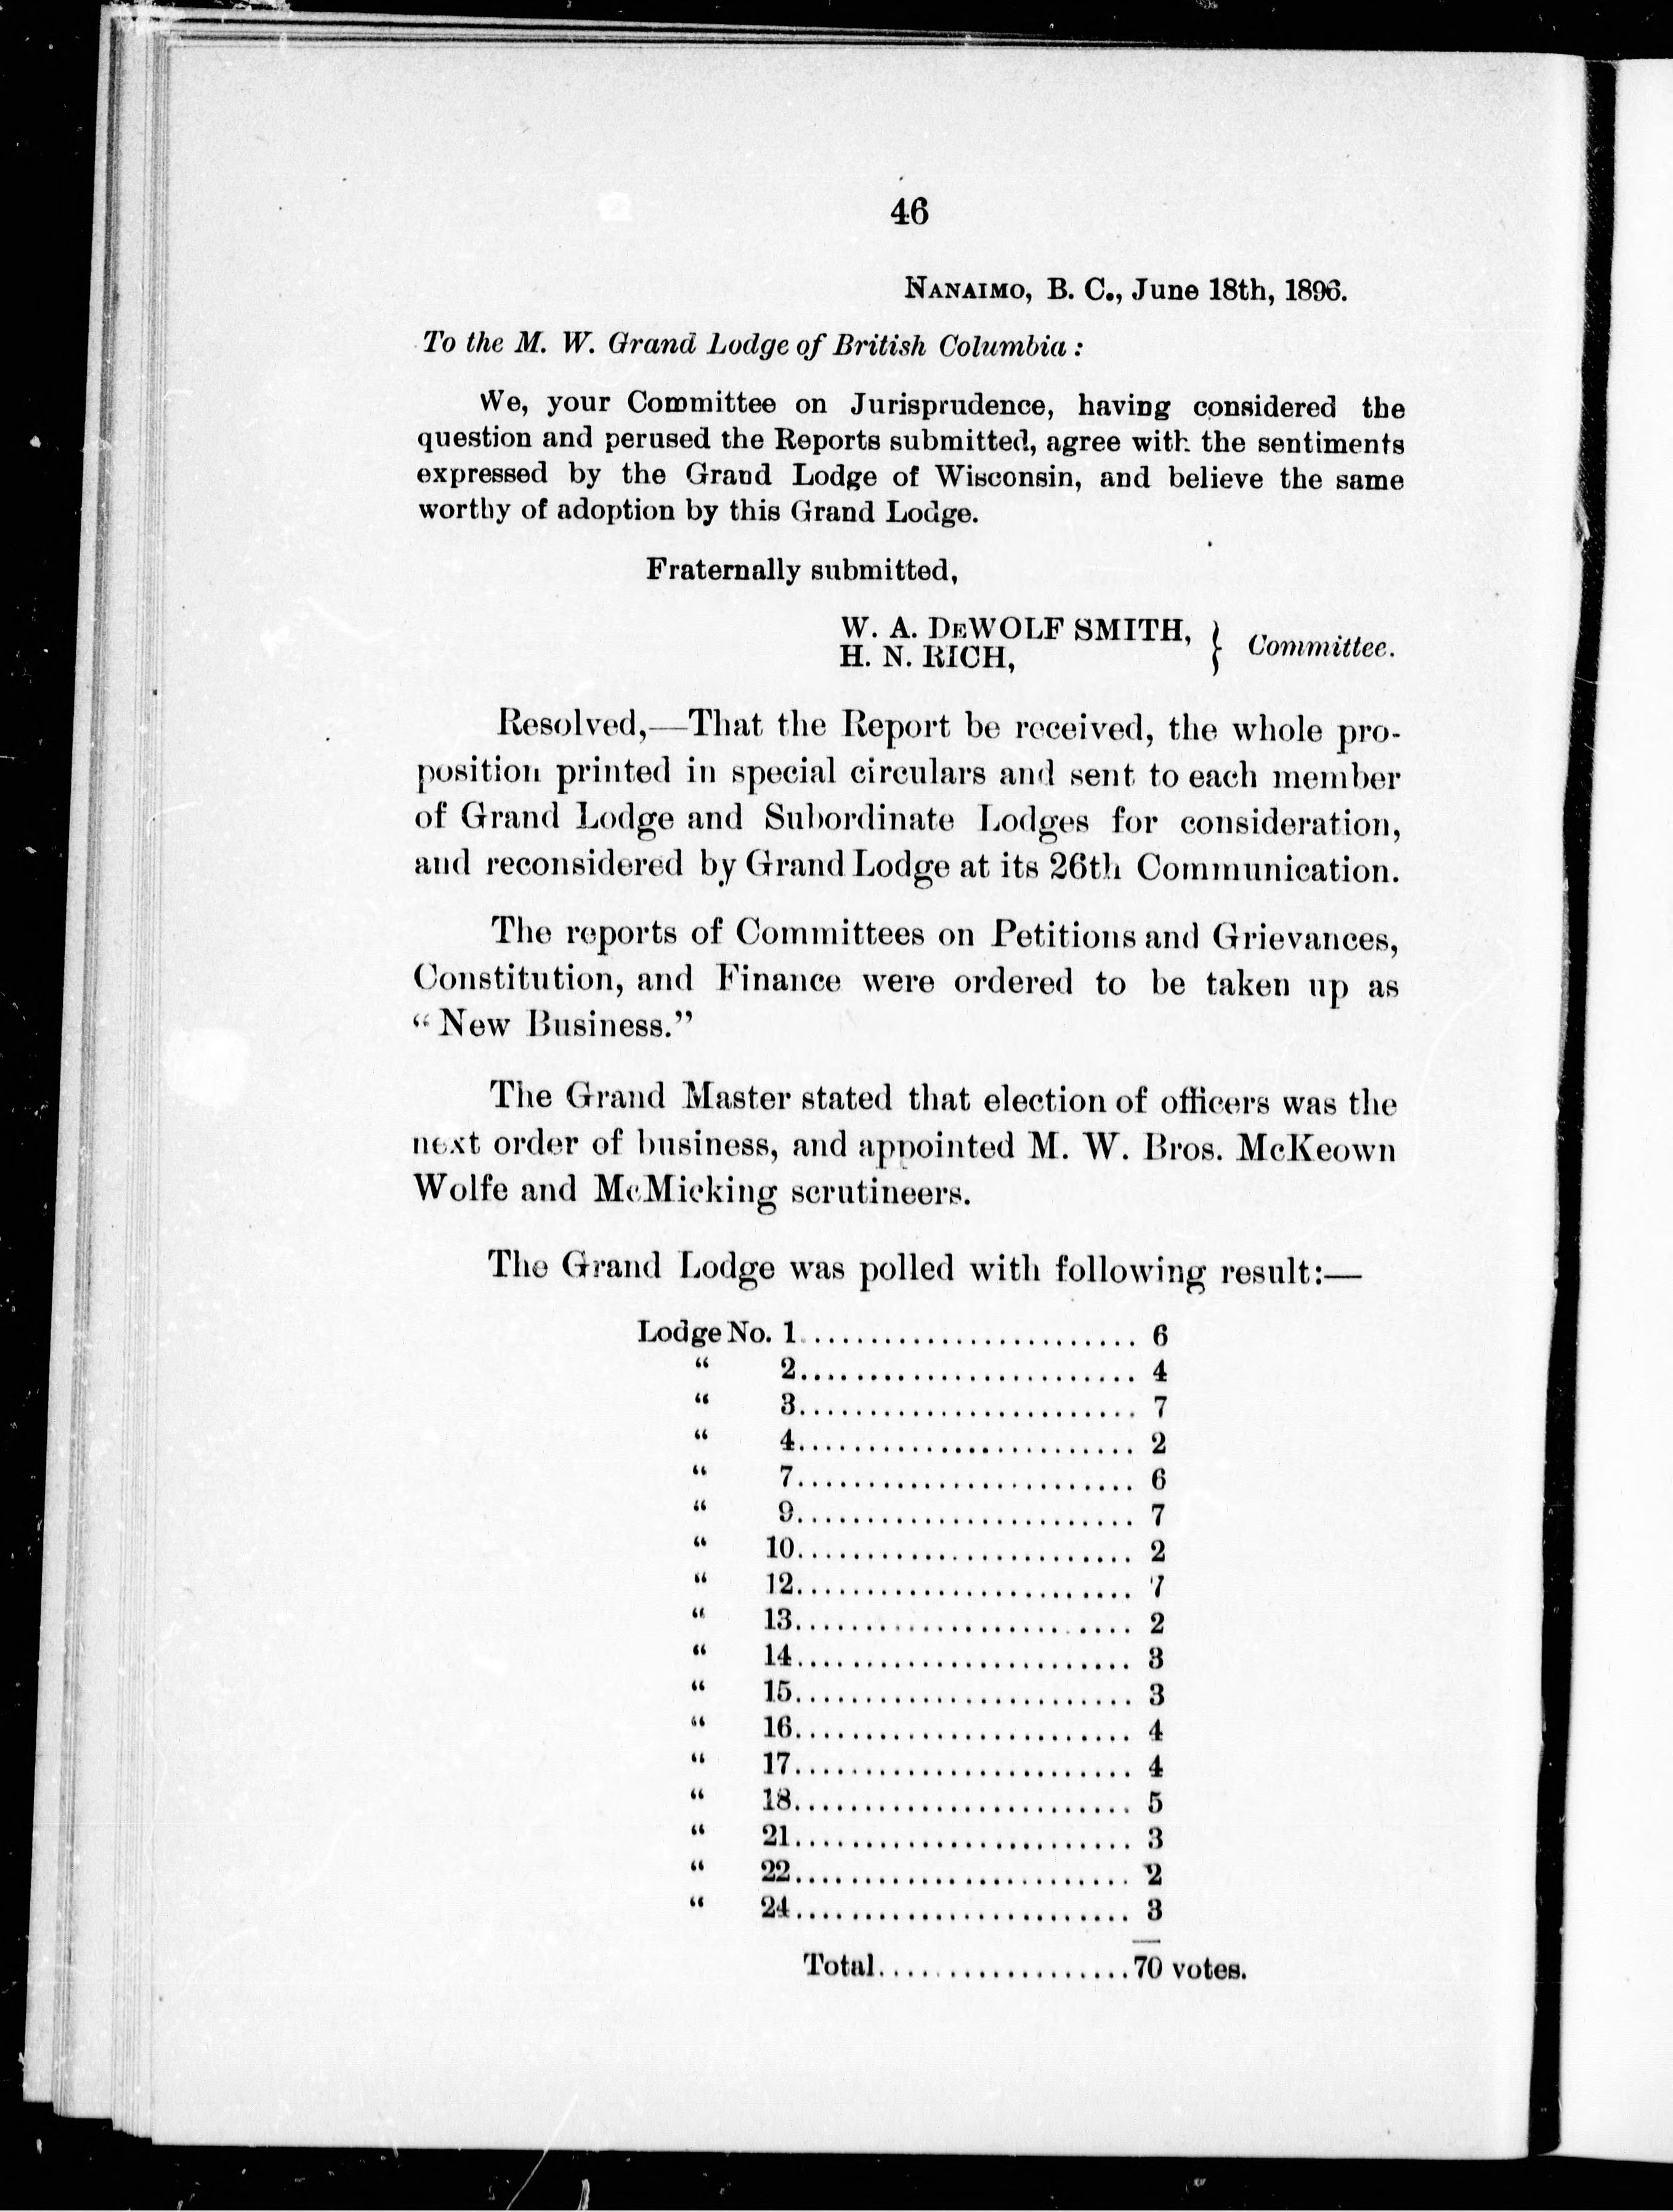 46
NANAIMO, B. C., June 18th, 1896.
To the M. W. Grand Lodge of British Columbia:
We, your Committee on Jurisprudence, having considered the
question and perused the Reports submitted, agree with the sentiments
expressed by the Grand Lodge of Wisconsin, and believe the same
worthy of adoption by this Grand Lodge.
Fraternally submitted,
W. A. DEWOLF SMITH, } Committee.
H. N. RICH,
Resolved,—That the Report be received, the whole pro-
position printed in special circulars and sent to each member
of Grand Lodge and Subordinate Lodges for consideration,
and reconsidered by Grand Lodge at its 26th Communication.
The reports of Committees on Petitions and Grievances,
Constitution, and Finance were ordered to be taken up as
“New Business.”
The Grand Master stated that election of officers was the
next order of business, and appointed M. W. Bros. McKeown
Wolfe and McMicking scrutineers.
The Grand Lodge was polled with following result:—
Lodge No. 1........................ 6
“ 2........................ 4
“ 3........................ 7
“ 4........................ 2
“ 7........................ 6
“ 9........................ 7
“ 10........................ 2
“ 12........................ 7
“ 13........................ 2
“ 14........................ 3
“ 15........................ 3
“ 16........................ 4
“ 17........................ 4
“ 18........................ 5
“ 21........................ 3
“ 22........................ 2
“ 24........................ 3
Total..................70 votes.